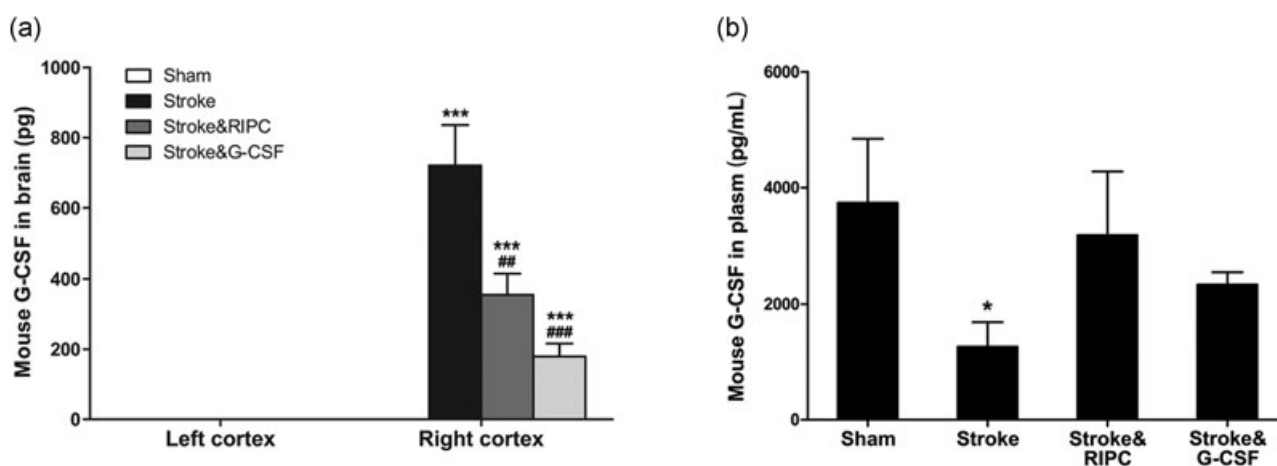 (a)
Mouse G-CSF in brain (pg)
1000
800
600
400
200
0
Sham
Stroke
Stroke&RIPC
Stroke&G-CSF
***
***
##
***
###
Left cortex
Right cortex
(b)
Mouse G-CSF in plasm (pg/mL)
6000
4000
2000
0
*
Sham
Stroke
Stroke&
RIPC
Stroke&
G-CSF